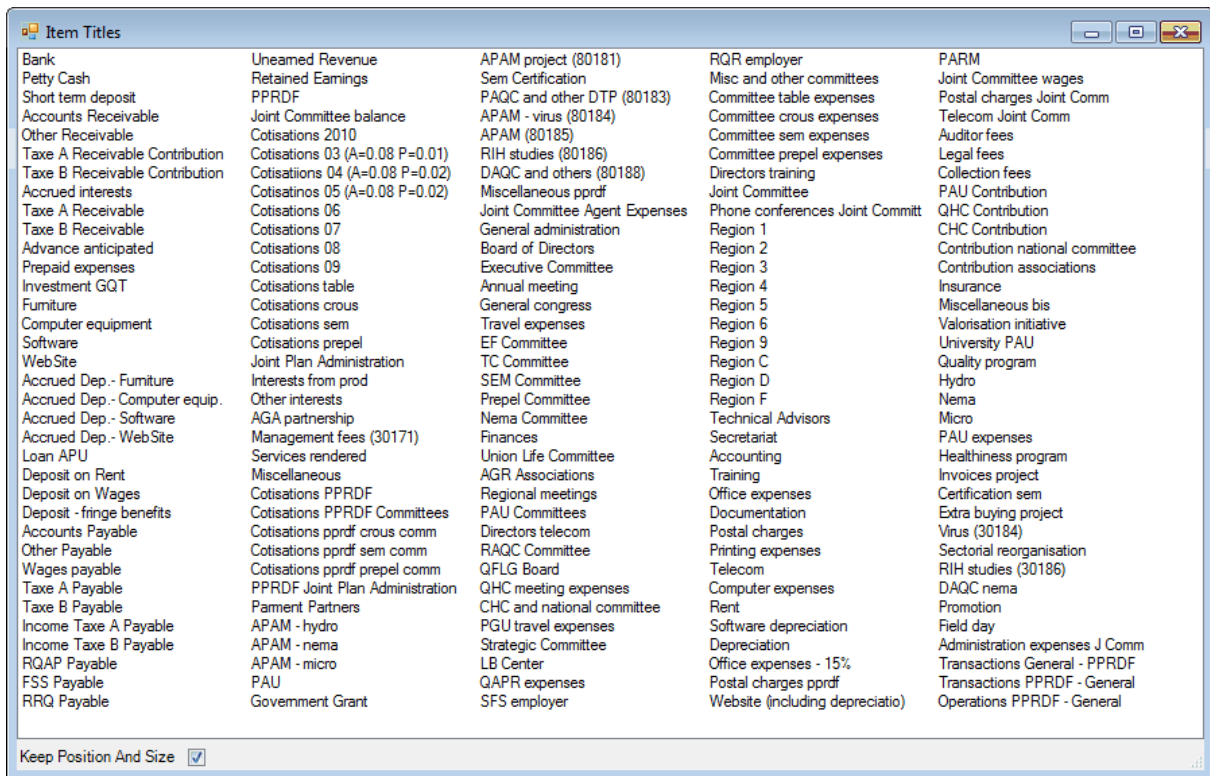 Item Titles
Bank
Petty Cash
Short term deposit
Accounts Receivable
Other Receivable
Taxe A Receivable Contribution
Taxe B Receivable Contribution
Accrued interests
Taxe A Receivable
Taxe B Receivable
Advance anticipated
Prepaid expenses
Investment GQT
Furniture
Computer equipment
Software
WebSite
Accrued Dep.- Furniture
Accrued Dep.- Computer equip.
Accrued Dep.- Software
Accrued Dep.- WebSite
Loan APU
Deposit on Rent
Deposit on Wages
Deposit - fringe benefits
Accounts Payable
Other Payable
Wages payable
Taxe A Payable
Taxe B Payable
Income Taxe A Payable
Income Taxe B Payable
RQAP Payable
FSS Payable
RRQ Payable
Unearned Revenue
Retained Earnings
PPRDF
Joint Committee balance
Cotisations 2010
Cotisations 03 (A=0.08 P=0.01)
Cotisatiions 04 (A=0.08 P=0.02)
Cotisatinos 05 (A=0.08 P=0.02)
Cotisations 06
Cotisations 07
Cotisations 08
Cotisations 09
Cotisations table
Cotisations crous
Cotisations sem
Cotisations prepel
Joint Plan Administration
Interests from prod
Other interests
AGA partnership
Management fees (30171)
Services rendered
Miscellaneous
Cotisations PPRDF
Cotisations PPRDF Committees
Cotisations pprdf crous comm
Cotisations pprdf sem comm
Cotisations pprdf prepel comm
PPRDF Joint Plan Administration
Parment Partners
APAM - hydro
APAM - nema
APAM - micro
PAU
Government Grant
APAM project (80181)
Sem Certification
PAQC and other DTP (80183)
APAM - virus (80184)
APAM (80185)
RIH studies (80186)
DAQC and others (80188)
Miscellaneous pprdf
Joint Committee Agent Expenses
General administration
Board of Directors
Executive Committee
Annual meeting
General congress
Travel expenses
EF Committee
TC Committee
SEM Committee
Prepel Committee
Nema Committee
Finances
Union Life Committee
AGR Associations
Regional meetings
PAU Committees
Directors telecom
RAQC Committee
QFLG Board
QHC meeting expenses
CHC and national committee
PGU travel expenses
Strategic Committee
LB Center
QAPR expenses
SFS employer
RQR employer
Misc and other committees
Committee table expenses
Committee crous expenses
Committee sem expenses
Committee prepel expenses
Directors training
Joint Committee
Phone conferences Joint Committ
Region 1
Region 2
Region 3
Region 4
Region 5
Region 6
Region 9
Region C
Region D
Region F
Technical Advisors
Secretariat
Accounting
Training
Office expenses
Documentation
Postal charges
Printing expenses
Telecom
Computer expenses
Rent
Software depreciation
Depreciation
Office expenses - 15%
Postal charges pprdf
Website (including depreciatio)
PARM
Joint Committee wages
Postal charges Joint Comm
Telecom Joint Comm
Auditor fees
Legal fees
Collection fees
PAU Contribution
QHC Contribution
CHC Contribution
Contribution national committee
Contribution associations
Insurance
Miscellaneous bis
Valorisation initiative
University PAU
Quality program
Hydro
Nema
Micro
PAU expenses
Healthiness program
Invoices project
Certification sem
Extra buying project
Virus (30184)
Sectorial reorganisation
RIH studies (30186)
DAQC nema
Promotion
Field day
Administration expenses J Comm
Transactions General - PPRDF
Transactions PPRDF - General
Operations PPRDF - General
Keep Position And Size